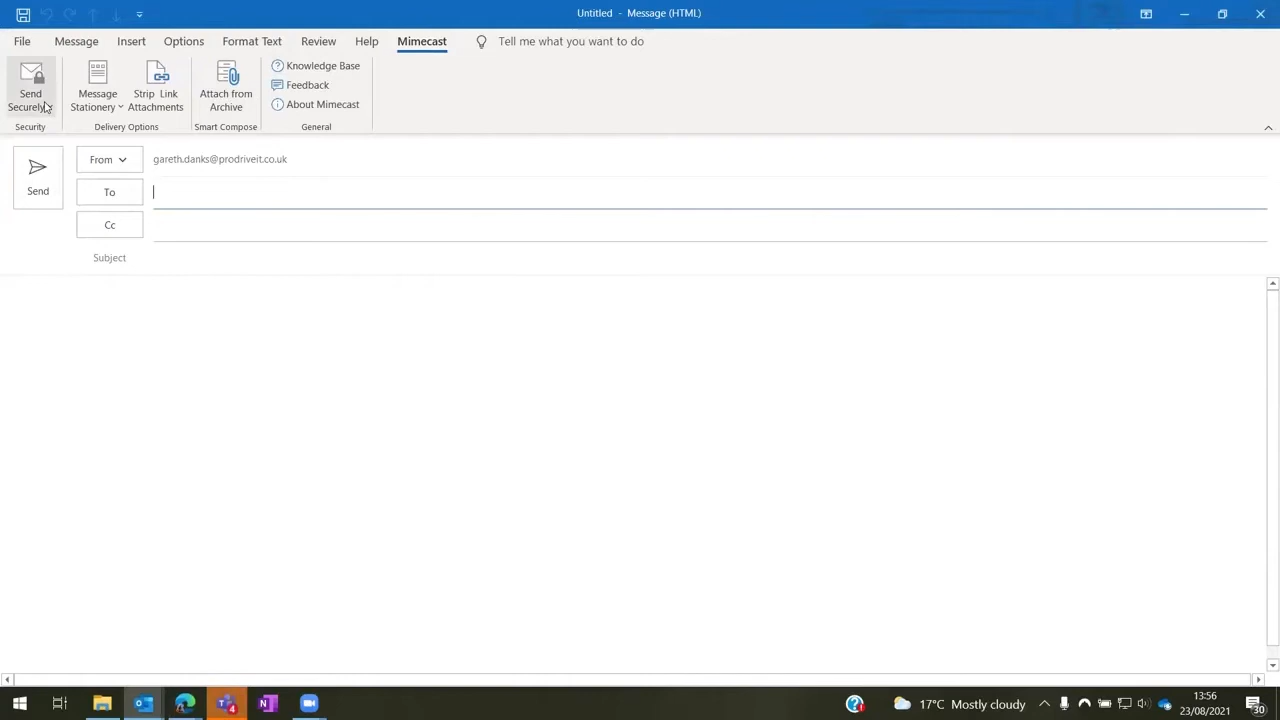 Untitled - Message (HTML)
File Message Insert Options Format Text Review Help Mimecast Tell me what you want to do
Send Securely
Message Stationery
Strip Link Attachments
Attach from Archive
Knowledge Base
Feedback
About Mimecast
Security
Delivery Options
Smart Compose
General
Send
From
gareth.danks@prodriveit.co.uk
To
Cc
Subject
17°C Mostly cloudy
13:56
23/08/2021
30
4